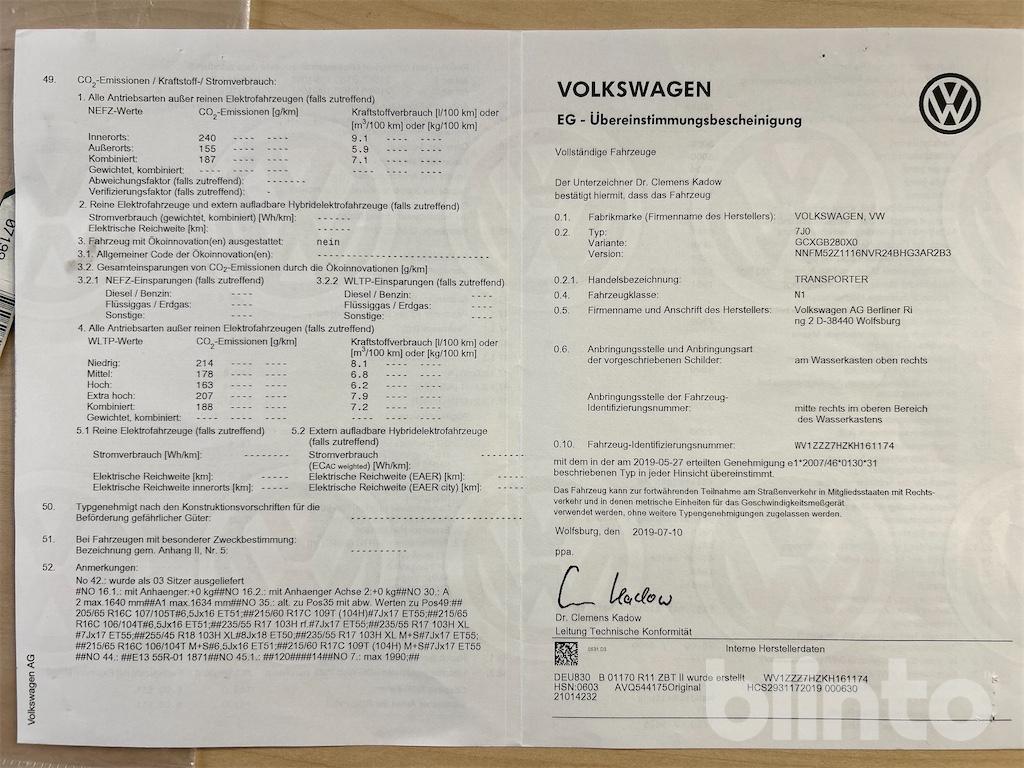 49. CO2-Emissionen / Kraftstoff-/ Stromverbrauch:
1. Alle Antriebsarten außer reinen Elektrofahrzeugen (falls zutreffend)
NEFZ-Werte CO2-Emissionen [g/km] Kraftstoffverbrauch [l/100 km] oder
[m3/100 km] oder [kg/100 km]
Innerorts: 240 ---- ---- 9.1 ---- ----
Außerorts: 155 ---- ---- 5.9 ---- ----
Kombiniert: 187 ---- ---- 7.1 ---- ----
Gewichtet, kombiniert: ---- ---- ---- ---- ---- ----
Abweichungsfaktor (falls zutreffend): ------
Verifizierungsfaktor (falls zutreffend): -
2. Reine Elektrofahrzeuge und extern aufladbare Hybridelektrofahrzeuge (falls zutreffend)
Stromverbrauch (gewichtet, kombiniert) [Wh/km]: ------
Elektrische Reichweite [km]: ------
3. Fahrzeug mit Ökoinnovation(en) ausgestattet: nein
3.1. Allgemeiner Code der Ökoinnovation(en): ------------------------------
3.2. Gesamteinsparungen von CO2-Emissionen durch die Ökoinnovationen [g/km]
3.2.1 NEFZ-Einsparungen (falls zutreffend) 3.2.2 WLTP-Einsparungen (falls zutreffend)
Diesel / Benzin: ---- Diesel / Benzin: ----
Flüssiggas / Erdgas: ---- Flüssiggas / Erdgas: ----
Sonstige: ---- Sonstige: ----
4. Alle Antriebsarten außer reinen Elektrofahrzeugen (falls zutreffend)
WLTP-Werte CO2-Emissionen [g/km] Kraftstoffverbrauch [l/100 km] oder
[m3/100 km] oder [kg/100 km]
Niedrig: 214 ---- ---- 8.1 ---- ----
Mittel: 178 ---- ---- 6.8 ---- ----
Hoch: 163 ---- ---- 6.2 ---- ----
Extra hoch: 207 ---- ---- 7.9 ---- ----
Kombiniert: 188 ---- ---- 7.2 ---- ----
Gewichtet, kombiniert: ---- ---- ---- ---- ---- ----
5.1 Reine Elektrofahrzeuge (falls zutreffend) 5.2 Extern aufladbare Hybridelektrofahrzeuge
(falls zutreffend)
Stromverbrauch [Wh/km]: -------- Stromverbrauch ------
(ECAC weighted) [Wh/km]:
Elektrische Reichweite [km]: ----- Elektrische Reichweite (EAER) [km]: ----
Elektrische Reichweite innerorts [km]: ----- Elektrische Reichweite (EAER city) [km]: ----
50. Typgenehmigt nach den Konstruktionsvorschriften für die
Beförderung gefährlicher Güter: ------------------------------
51. Bei Fahrzeugen mit besonderer Zweckbestimmung:
Bezeichnung gem. Anhang II, Nr. 5: ----------
52. Anmerkungen:
No 42.: wurde als 03 Sitzer ausgeliefert
#NO 16.1.: mit Anhaenger:+0 kg##NO 16.2.: mit Anhaenger Achse 2:+0 kg##NO 30.: A
2 max.1640 mm##A1 max.1634 mm##NO 35.: alt. zu Pos35 mit abw. Werten zu Pos49:##
205/65 R16C 107/105T#6,5Jx16 ET51;##215/60 R17C 109T (104H)#7Jx17 ET55;##215/65
R16C 106/104T#6,5Jx16 ET51;##235/55 R17 103H rf.#7Jx17 ET55;##235/55 R17 103H XL
#7Jx17 ET55;##255/45 R18 103H XL#8Jx18 ET50;##235/55 R17 103H XL M+S#7Jx17 ET55;
##215/65 R16C 106/104T M+S#6,5Jx16 ET51;##215/60 R17C 109T (104H) M+S#7Jx17 ET55
##NO 44.: ##E13 55R-01 1871##NO 45.1.: ##120####14##NO 7.: max 1990;##
Volkswagen AG
VOLKSWAGEN
EG - Übereinstimmungsbescheinigung
Vollständige Fahrzeuge
Der Unterzeichner Dr. Clemens Kadow
bestätigt hiermit, dass das Fahrzeug
0.1. Fabrikmarke (Firmenname des Herstellers): VOLKSWAGEN, VW
0.2. Typ: 7J0
Variante: GCXGB280X0
Version: NNFM52Z1116NVR24BHG3AR2B3
0.2.1. Handelsbezeichnung: TRANSPORTER
0.4. Fahrzeugklasse: N1
0.5. Firmenname und Anschrift des Herstellers: Volkswagen AG Berliner Ri
ng 2 D-38440 Wolfsburg
0.6. Anbringungsstelle und Anbringungsart
der vorgeschriebenen Schilder: am Wasserkasten oben rechts
Anbringungsstelle der Fahrzeug-
Identifizierungsnummer: mitte rechts im oberen Bereich
des Wasserkastens
0.10. Fahrzeug-Identifizierungsnummer: WV1ZZZ7HZKH161174
mit dem in der am 2019-05-27 erteilten Genehmigung e1*2007/46*0130*31
beschriebenen Typ in jeder Hinsicht übereinstimmt.
Das Fahrzeug kann zur fortwährenden Teilnahme am Straßenverkehr in Mitgliedsstaaten mit Rechts-
verkehr und in denen metrische Einheiten für das Geschwindigkeitsmeßgerät
verwendet werden, ohne weitere Typengenehmigungen zugelassen werden.
Wolfsburg, den 2019-07-10
ppa.
C Kadow
Dr. Clemens Kadow
Leitung Technische Konformität
0531.03 Interne Herstellerdaten
DEU830 B 01170 R11 ZBT II wurde erstellt WV1ZZZ7HZKH161174
HSN:0603 AVQ544175Original HCS2931172019 000630
21014232
blinto